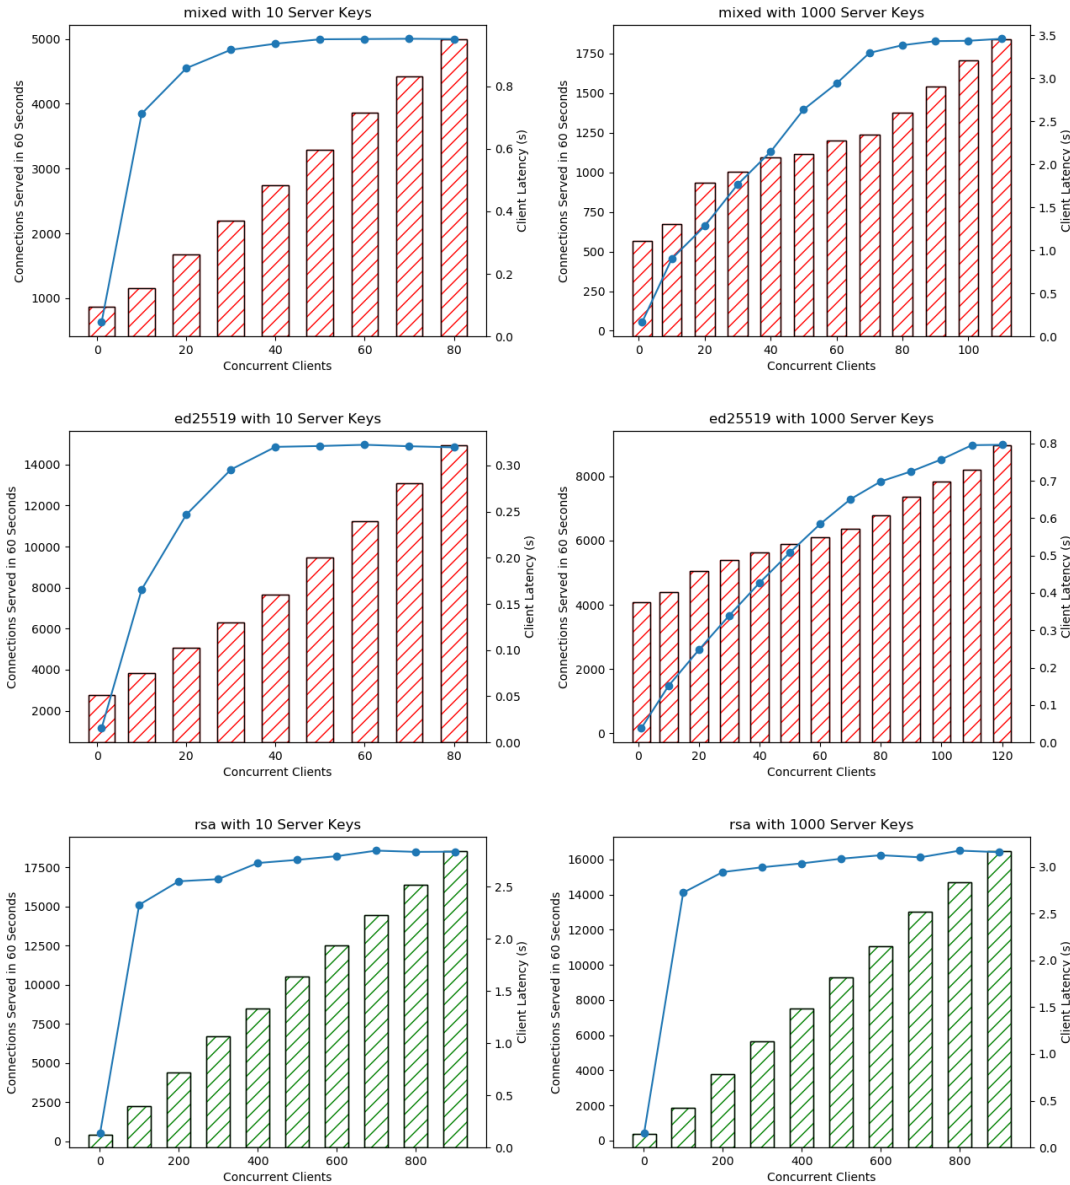 mixed with 10 Server Keys
Connections Served in 60 Seconds
5000
4000
3000
2000
1000
0.8
0.6
0.4
0.2
0.0
Client Latency (s)
0 20 40 60 80
Concurrent Clients
mixed with 1000 Server Keys
Connections Served in 60 Seconds
1750
1500
1250
1000
750
500
250
0
3.5
3.0
2.5
2.0
1.5
1.0
0.5
0.0
Client Latency (s)
0 20 40 60 80 100
Concurrent Clients
ed25519 with 10 Server Keys
Connections Served in 60 Seconds
14000
12000
10000
8000
6000
4000
2000
0.30
0.25
0.20
0.15
0.10
0.05
0.00
Client Latency (s)
0 20 40 60 80
Concurrent Clients
ed25519 with 1000 Server Keys
Connections Served in 60 Seconds
8000
6000
4000
2000
0
0.8
0.7
0.6
0.5
0.4
0.3
0.2
0.1
0.0
Client Latency (s)
0 20 40 60 80 100 120
Concurrent Clients
rsa with 10 Server Keys
Connections Served in 60 Seconds
17500
15000
12500
10000
7500
5000
2500
0
2.5
2.0
1.5
1.0
0.5
0.0
Client Latency (s)
0 200 400 600 800
Concurrent Clients
rsa with 1000 Server Keys
Connections Served in 60 Seconds
16000
14000
12000
10000
8000
6000
4000
2000
0
3.0
2.5
2.0
1.5
1.0
0.5
0.0
Client Latency (s)
0 200 400 600 800
Concurrent Clients